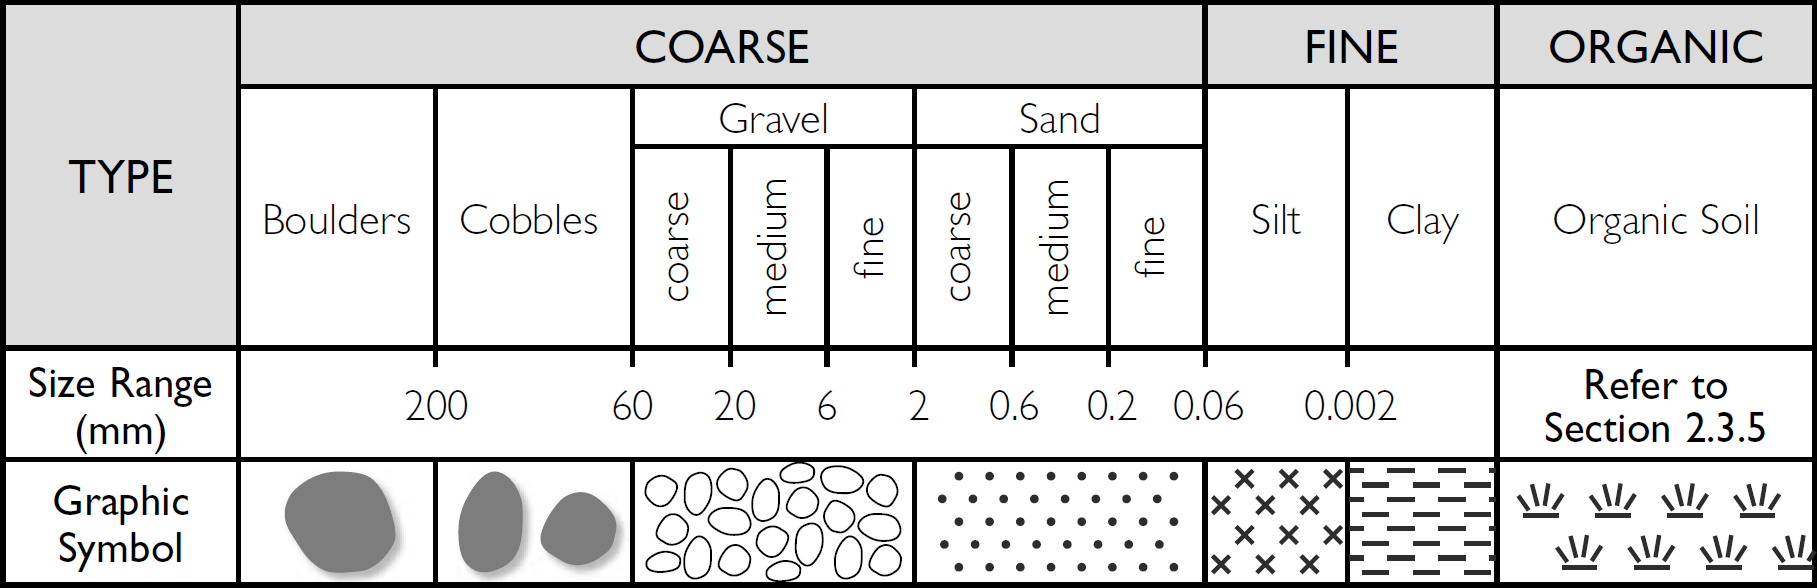 TYPE
COARSE
FINE
ORGANIC
Boulders
Cobbles
Gravel
coarse
medium
fine
Sand
coarse
medium
fine
Silt
Clay
Organic Soil
Size Range
(mm)
200
60
20
6
2
0.6
0.2
0.06
0.002
Refer to
Section 2.3.5
Graphic
Symbol